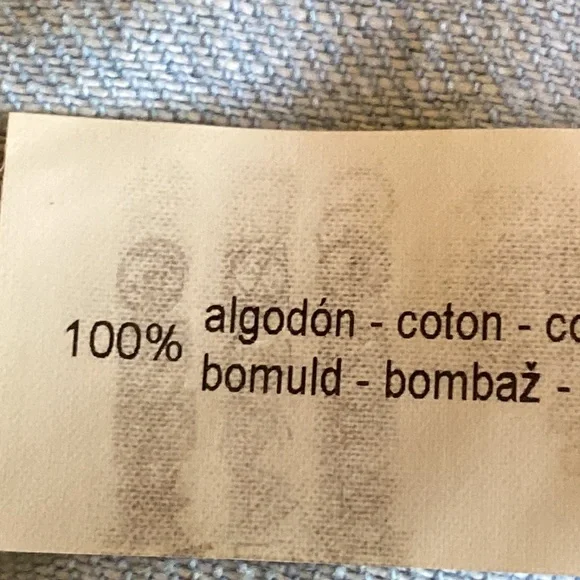 100% algodón - coton -
bomuld - bombaž -